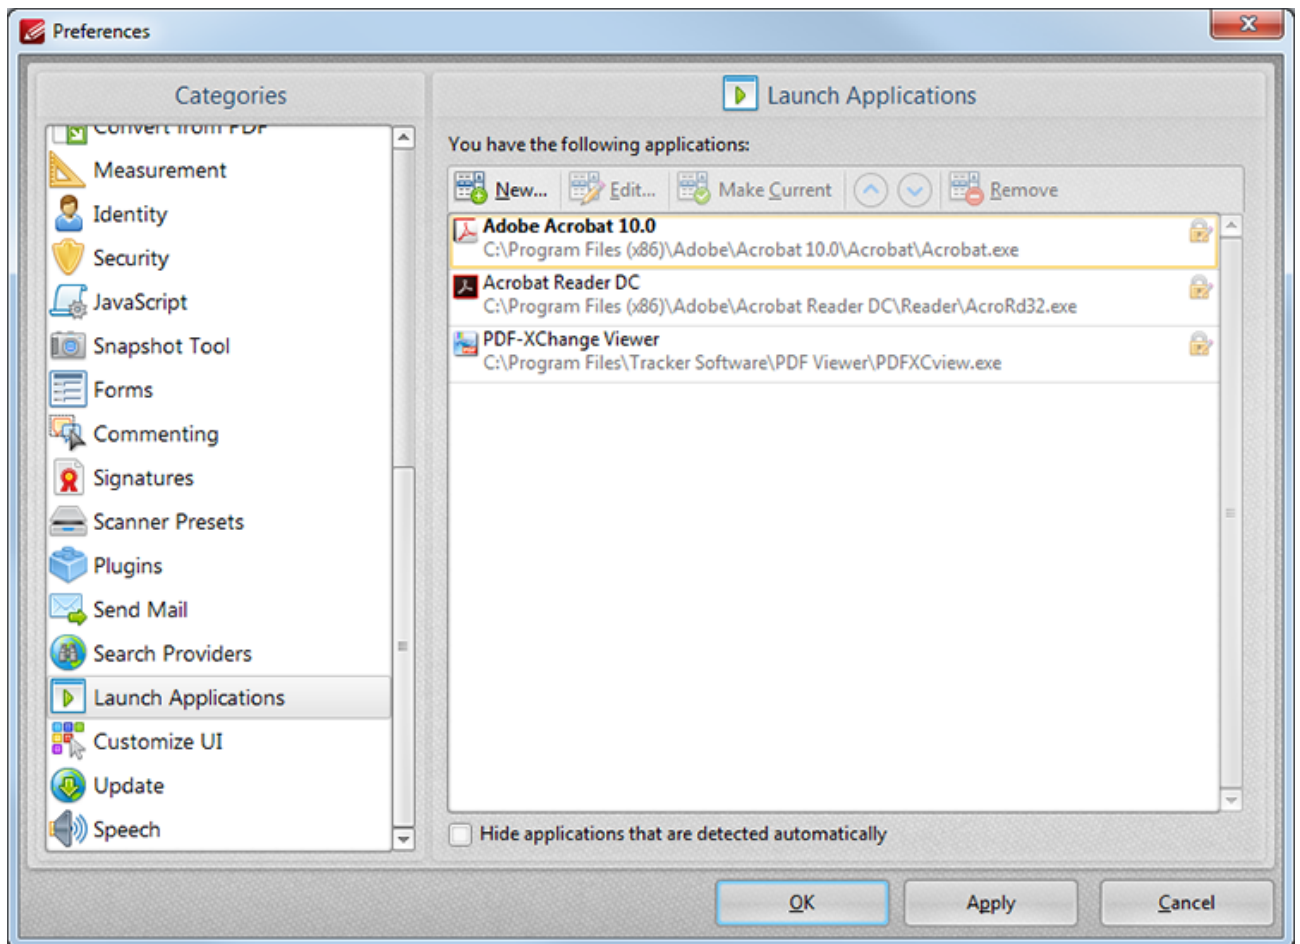 Preferences
Categories
Convert from PDF
Measurement
Identity
Security
JavaScript
Snapshot Tool
Forms
Commenting
Signatures
Scanner Presets
Plugins
Send Mail
Search Providers
Launch Applications
Customize UI
Update
Speech
Launch Applications
You have the following applications:
New... Edit... Make Current Remove
Adobe Acrobat 10.0
C:\Program Files (x86)\Adobe\Acrobat 10.0\Acrobat\Acrobat.exe
Acrobat Reader DC
C:\Program Files (x86)\Adobe\Acrobat Reader DC\Reader\AcroRd32.exe
PDF-XChange Viewer
C:\Program Files\Tracker Software\PDF Viewer\PDFXCview.exe
Hide applications that are detected automatically
OK Apply Cancel